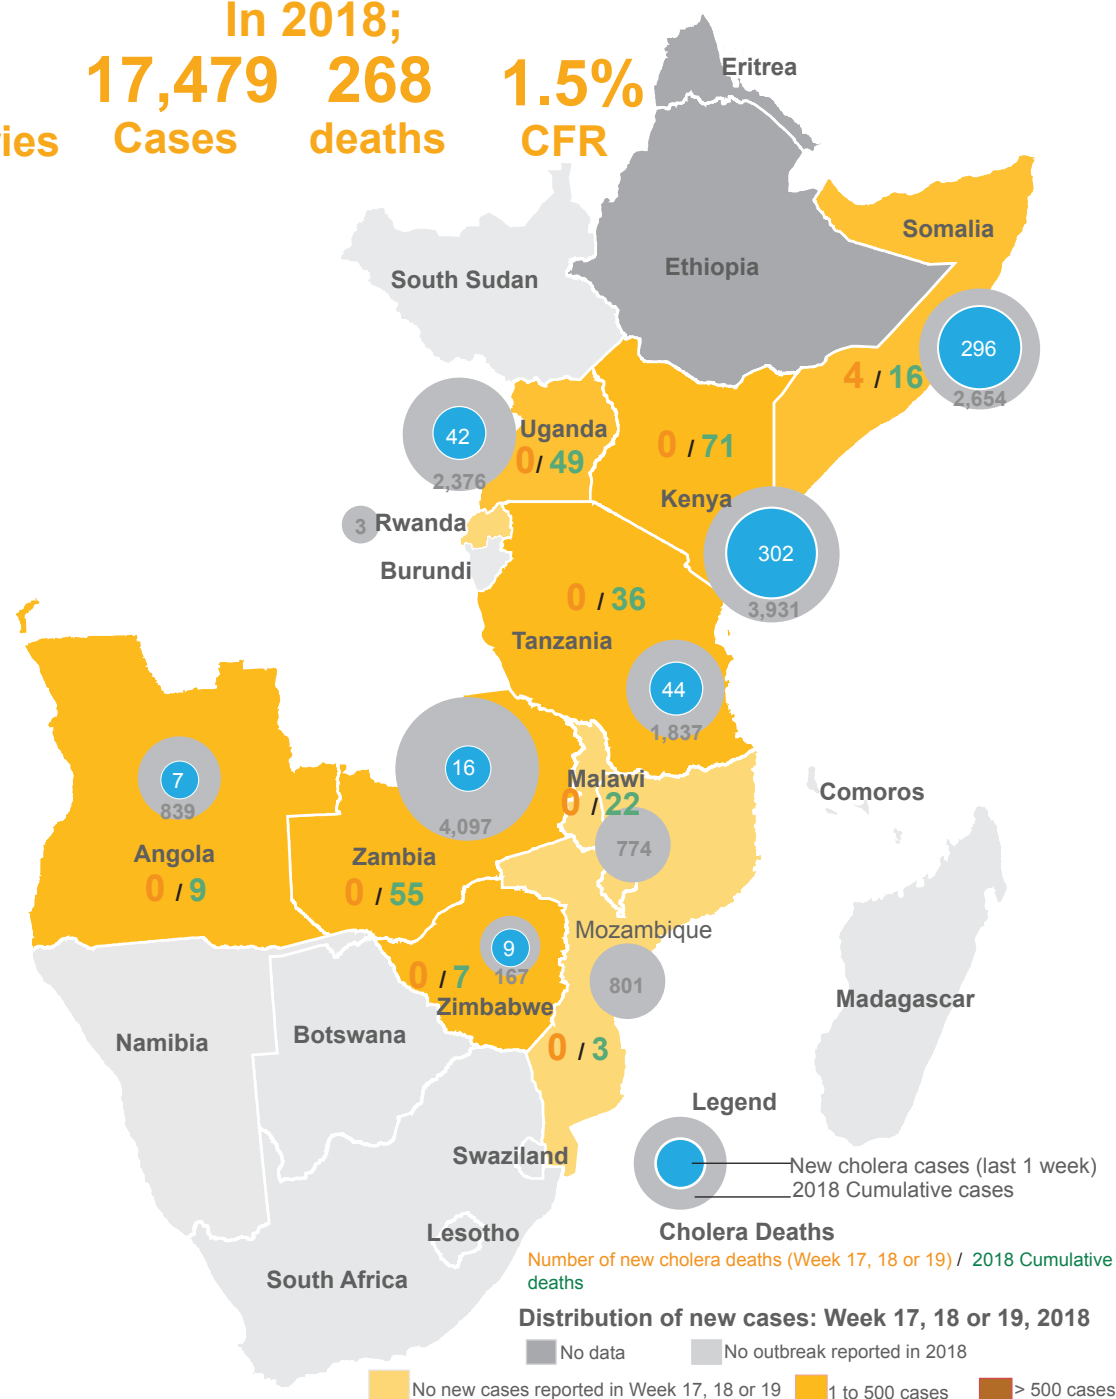 In 2018;
17,479 268 1.5%
Cases deaths CFR
Eritrea
Somalia
Ethiopia
South Sudan
296
4 / 16
2,654
42
Uganda
0 / 71
0/ 49
2,376
Kenya
3 Rwanda
302
Burundi
0 / 36
3,931
Tanzania
44
1,837
16
7
Malawi
Comoros
0 / 22
839
4,097
774
Angola
Zambia
0 / 9
0 / 55
Mozambique
9
0 / 7
167
801
Zimbabwe
Madagascar
Namibia
Botswana
0 / 3
Legend
Swaziland
New cholera cases (last 1 week)
2018 Cumulative cases
Lesotho
Cholera Deaths
Number of new cholera deaths (Week 17, 18 or 19) / 2018 Cumulative
deaths
South Africa
Distribution of new cases: Week 17, 18 or 19, 2018
No data No outbreak reported in 2018
No new cases reported in Week 17, 18 or 19 1 to 500 cases > 500 cases